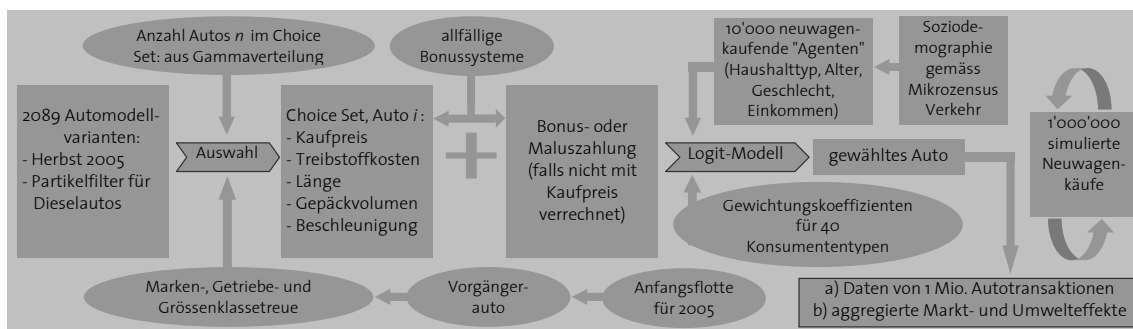 Anzahl Autos n im Choice
Set: aus Gammaverteilung
allfällige
Bonussysteme
10'000 neuwagen-
kaufende "Agenten"
(Haushalttyp, Alter,
Geschlecht,
Einkommen)
Soziode-
mographie
gemäss
Mikrozensus
Verkehr
2089 Automodell-
varianten:
- Herbst 2005
- Partikelfilter für
Dieselautos
Auswahl
Choice Set, Auto i :
- Kaufpreis
- Treibstoffkosten
- Länge
- Gepäckvolumen
- Beschleunigung
+
Bonus- oder
Maluszahlung
(falls nicht mit
Kaufpreis
verrechnet)
Logit-Modell
gewähltes Auto
1'000'000
simulierte
Neuwagen-
käufe
Gewichtungskoeffizienten
für 40
Konsumententypen
Marken-, Getriebe- und
Grössenklassetreue
Vorgänger-
auto
Anfangsflotte
für 2005
a) Daten von 1 Mio. Autotransaktionen
b) aggregierte Markt- und Umwelteffekte